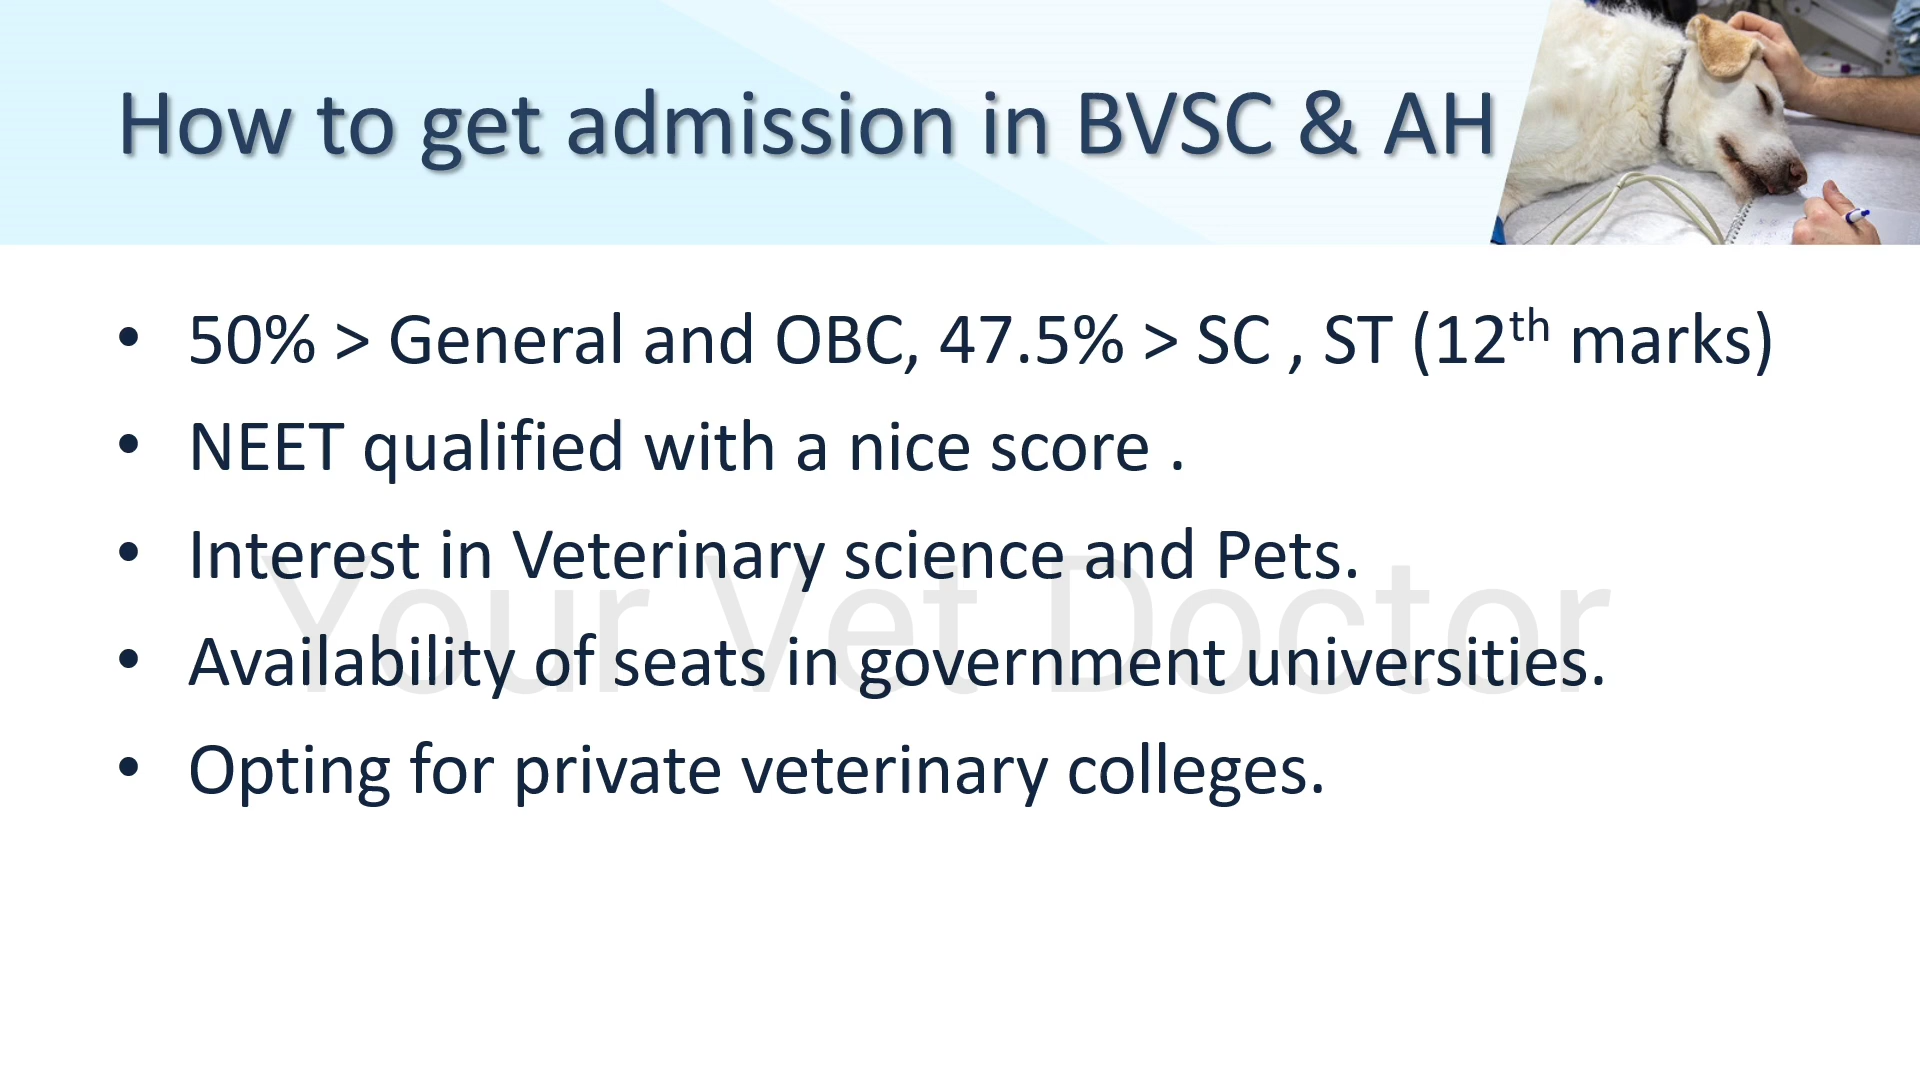 How to get admission in BVSC & AH
• 50% > General and OBC, 47.5% > SC , ST (12th marks)
• NEET qualified with a nice score .
• Interest in Veterinary science and Pets.
Your Vet Doctor
• Availability of seats in government universities.
• Opting for private veterinary colleges.